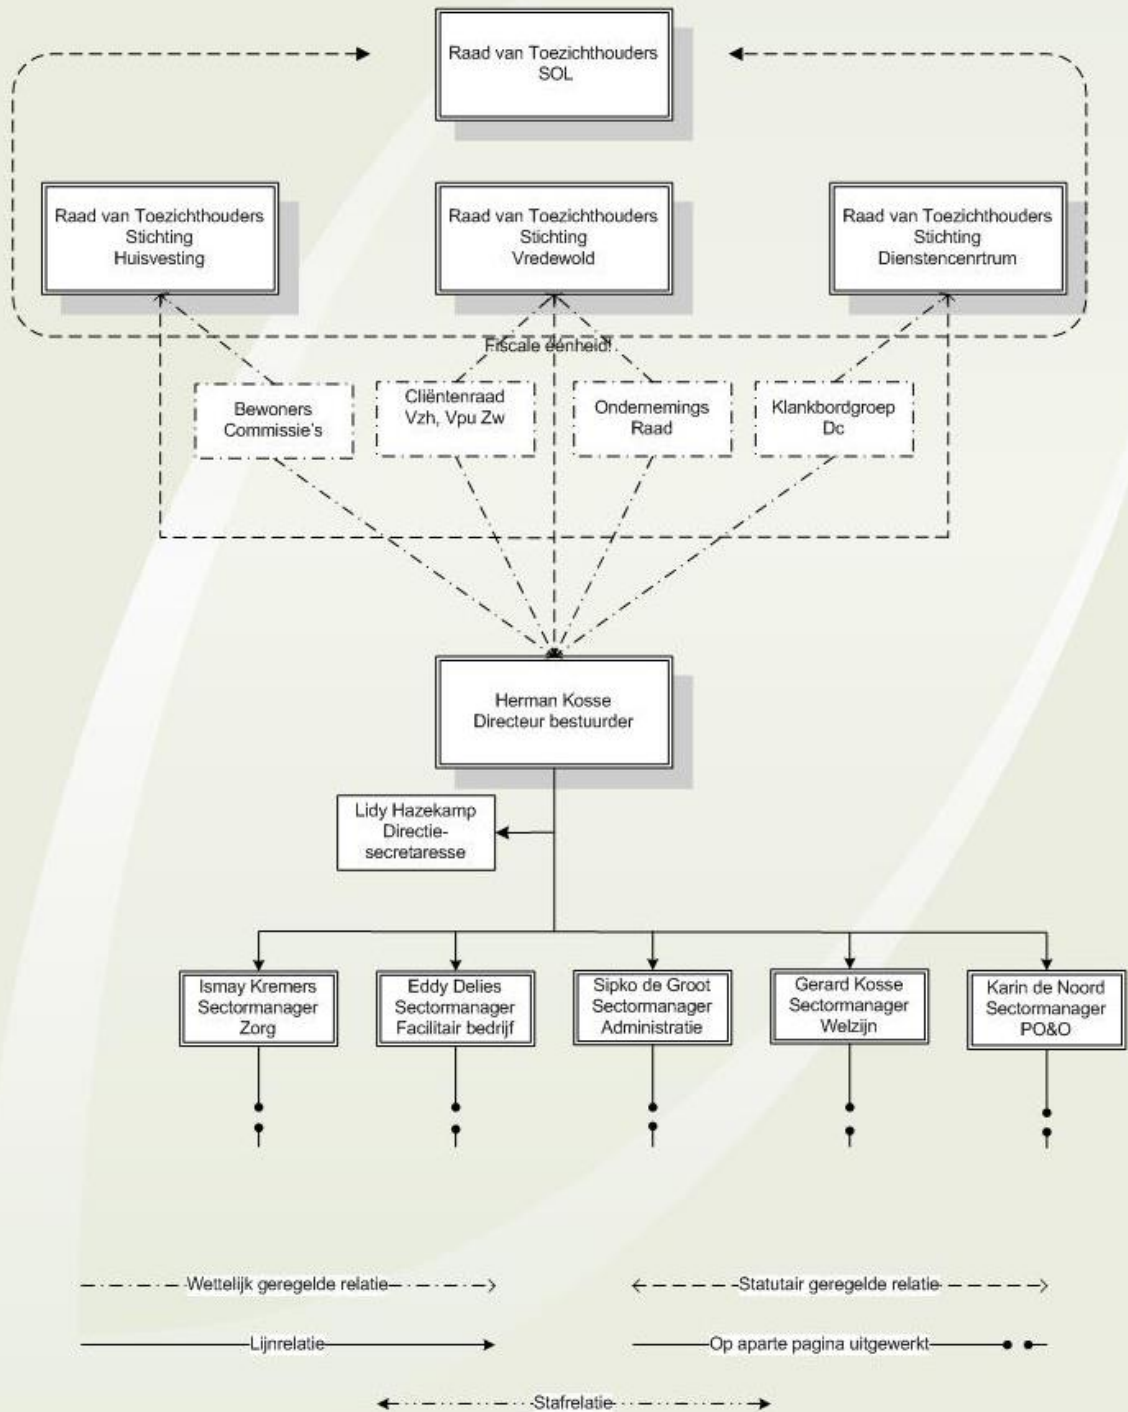 Raad van Toezichthouders
SOL
Raad van Toezichthouders
Stichting
Huisvesting
Raad van Toezichthouders
Stichting
Vredewold
Raad van Toezichthouders
Stichting
Dienstencenrtrum
Fiscale eenheid!
Bewoners
Commissie's
Cliëntenraad
Vzh, Vpu Zw
Ondernemings
Raad
Klankbordgroep
Dc
Herman Kosse
Directeur bestuurder
Lidy Hazekamp
Directie-
secretaresse
Ismay Kremers
Sectormanager
Zorg
Eddy Delies
Sectormanager
Facilitair bedrijf
Sipko de Groot
Sectormanager
Administratie
Gerard Kosse
Sectormanager
Welzijn
Karin de Noord
Sectormanager
PO&O
Wettelijk geregelde relatie
Statutair geregelde relatie
Lijnrelatie
Op aparte pagina uitgewerkt
Stafrelatie